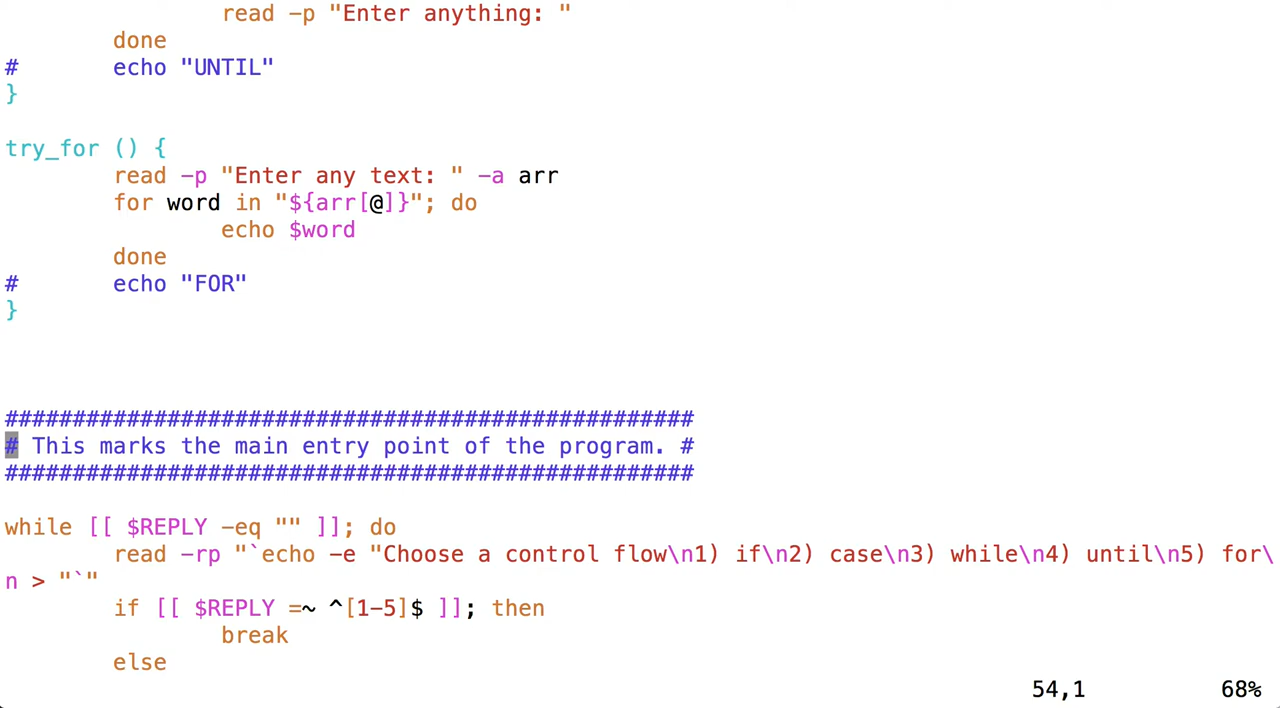 read -p "Enter anything: "
done
# echo "UNTIL"
}
try_for () {
read -p "Enter any text: " -a arr
for word in "${arr[@]}"; do
echo $word
done
# echo "FOR"
}
###################################################
# This marks the main entry point of the program. #
###################################################
while [[ $REPLY -eq "" ]]; do
read -rp "`echo -e "Choose a control flow\n1) if\n2) case\n3) while\n4) until\n5) for\
n > "`"
if [[ $REPLY =~ ^[1-5]$ ]]; then
break
else
54,1 68%